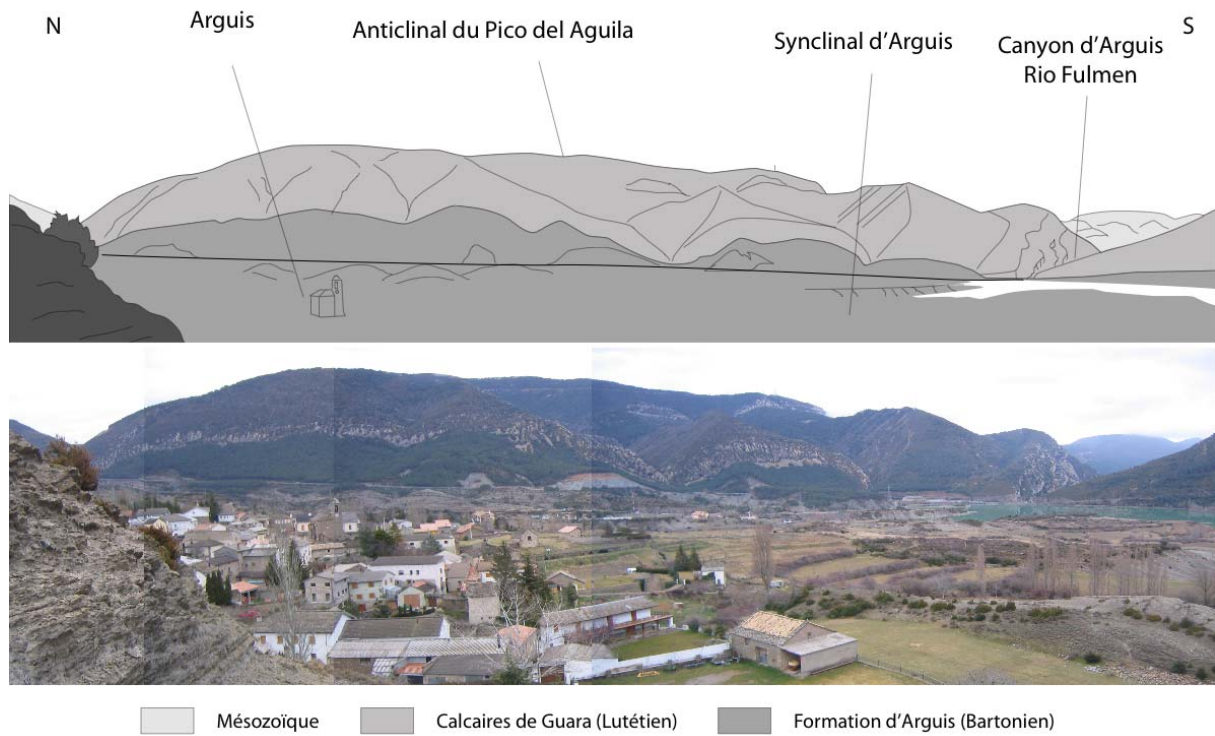 N
Arguis
Anticlinal du Pico del Aguila
Synclinal d'Arguis
S
Canyon d'Arguis
Rio Fulmen
Mésozoïque
Calcaires de Guara (Lutétien)
Formation d'Arguis (Bartonien)